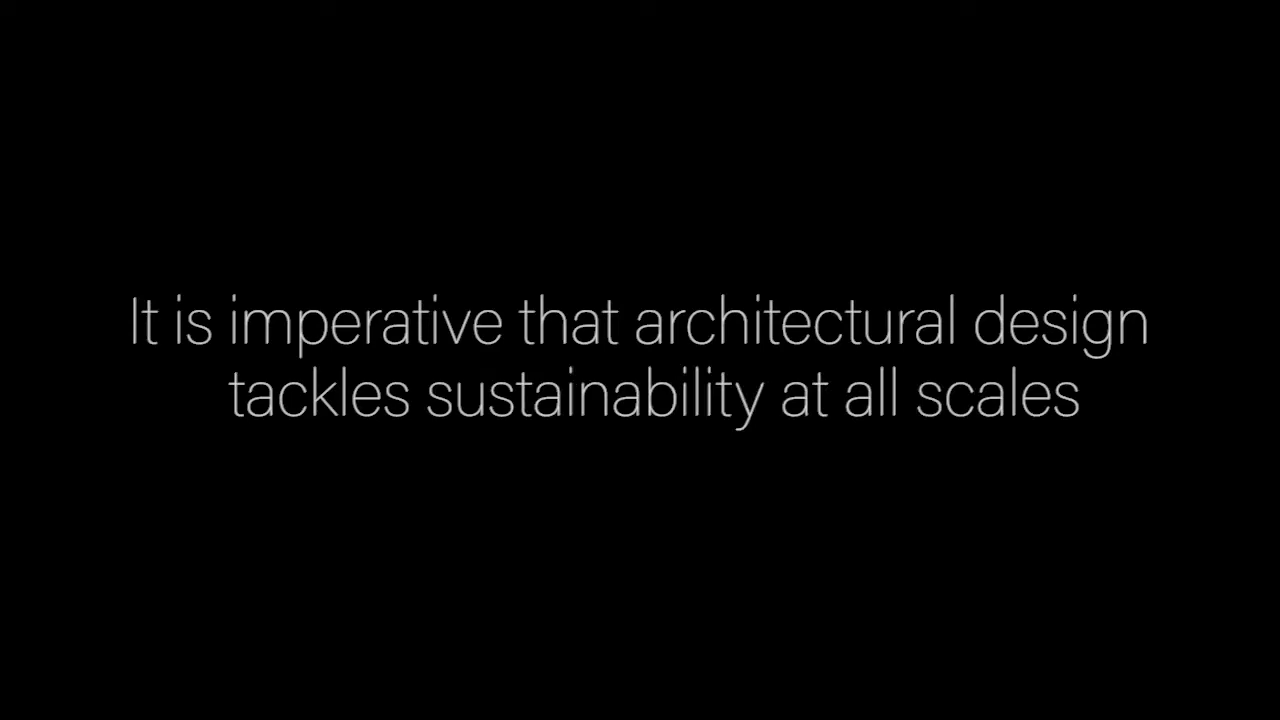 It is imperative that architectural design
tackles sustainability at all scales